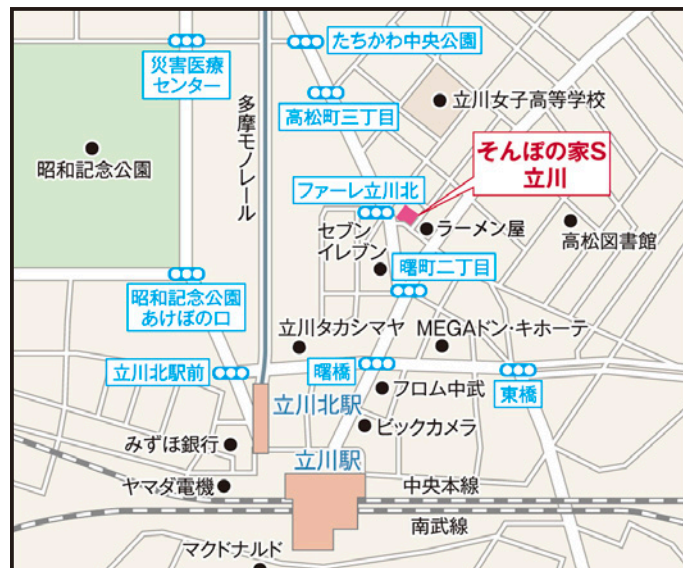 たちかわ中央公園
災害医療
センター
多摩モノレール
高松町三丁目
立川女子高等学校
昭和記念公園
そんぽの家S
立川
ファーレ立川北
ラーメン屋
セブン
イレブン
高松図書館
曙町二丁目
昭和記念公園
あけぼの口
立川タカシマヤ
MEGAドン・キホーテ
立川北駅前
曙橋
東橋
フロム中武
立川北駅
ビックカメラ
みずほ銀行
立川駅
ヤマダ電機
中央本線
南武線
マクドナルド